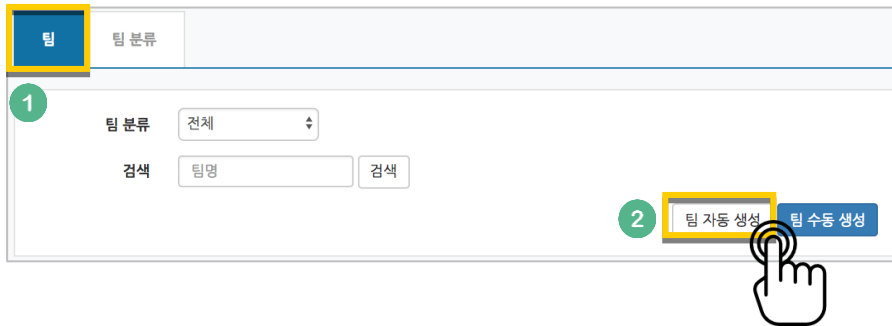 팀 팀 분류
1
팀 분류 전체
검색 팀명 검색
2 팀 자동 생성 팀 수동 생성